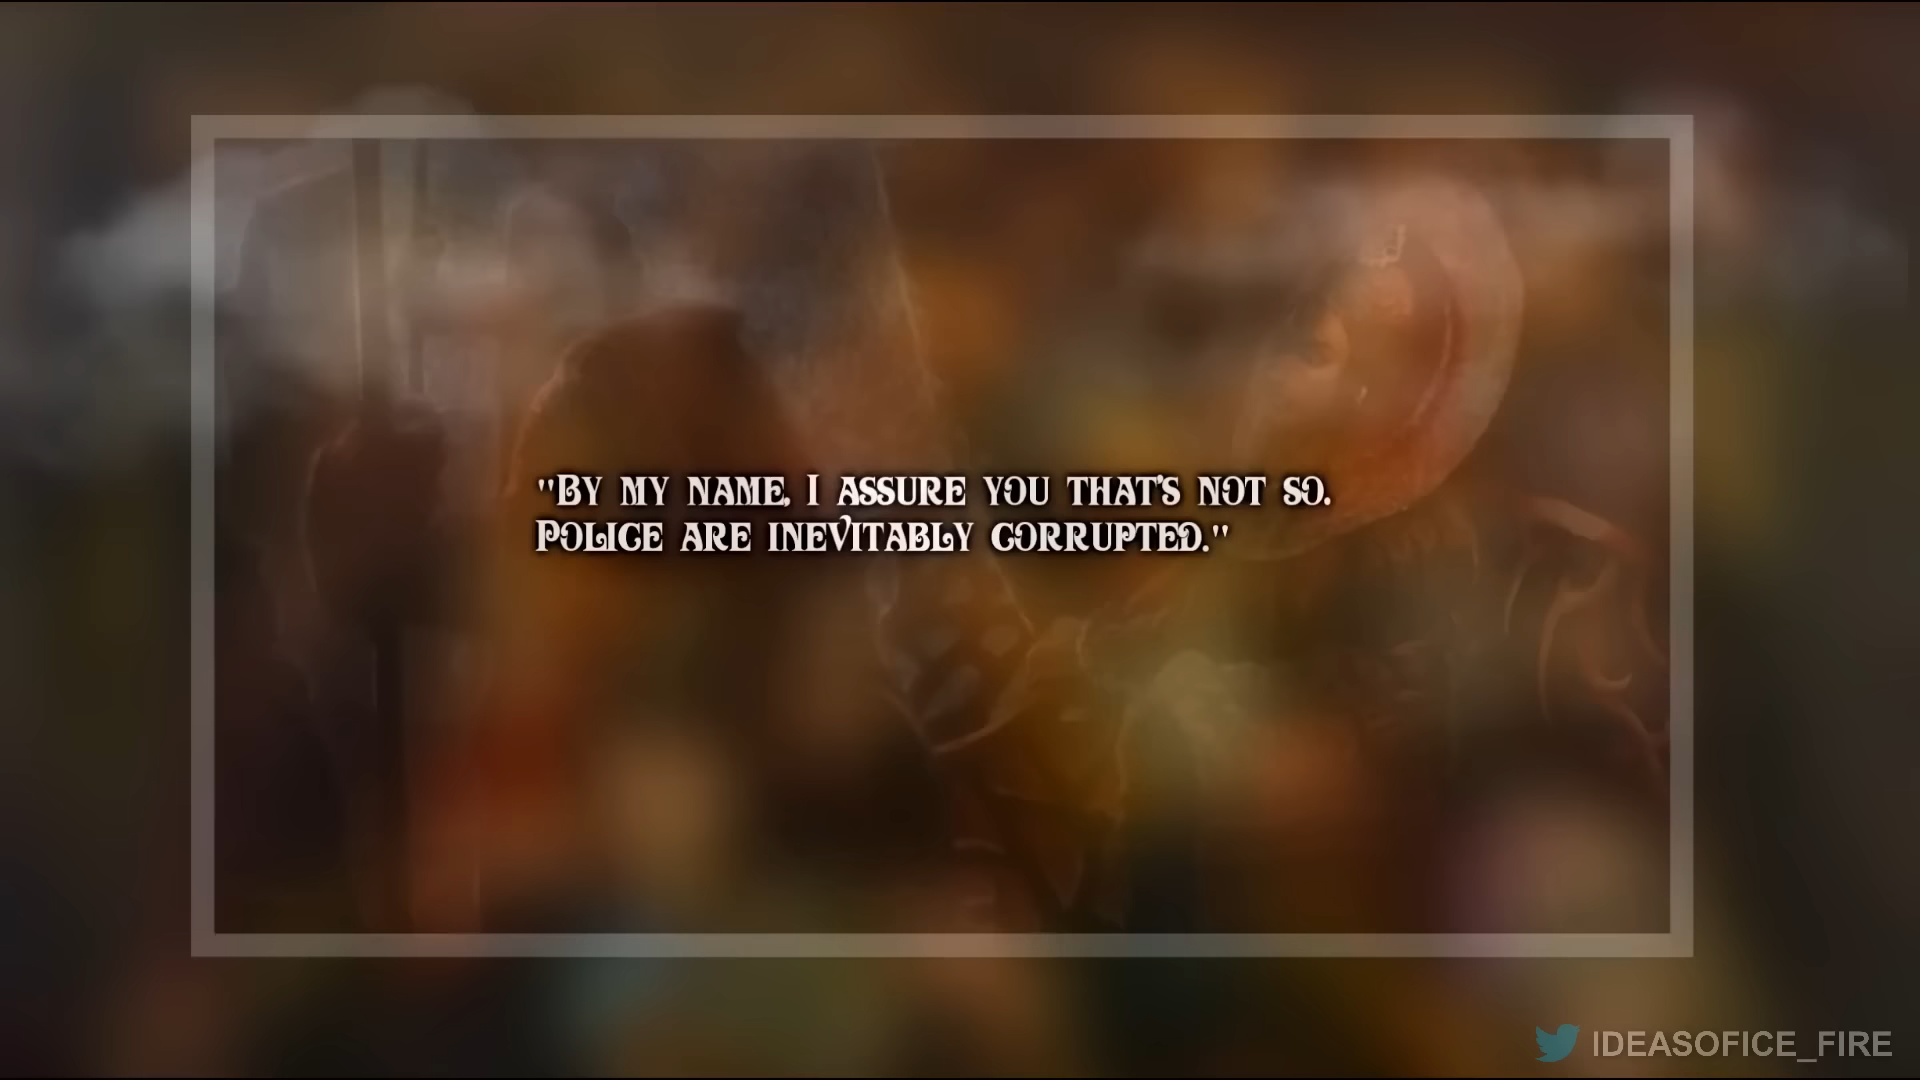 "By my name, I assure you that's not so.
Police are inevitably corrupted."
IDEASOFICE_FIRE